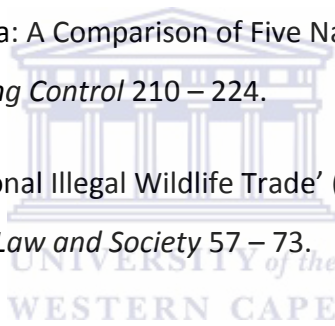 a: A Comparison of Five Na
ng Control 210 – 224.
onal Illegal Wildlife Trade’ (
Law and Society 57 – 73.
UNIVERSITY of the
WESTERN CAPE